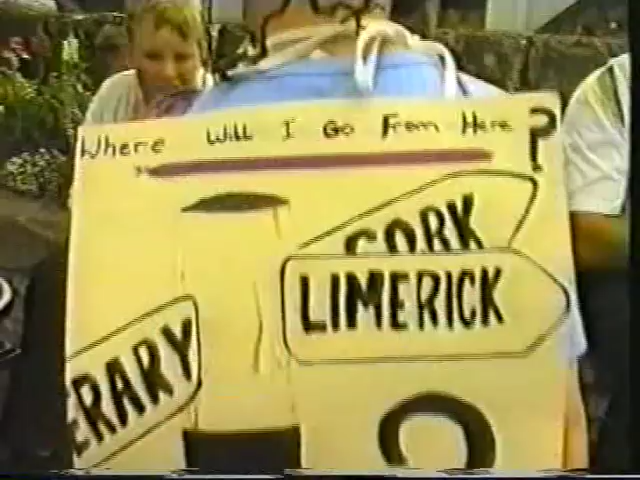 Where Will I Go From Here?
CORK
LIMERICK
ERARY
?